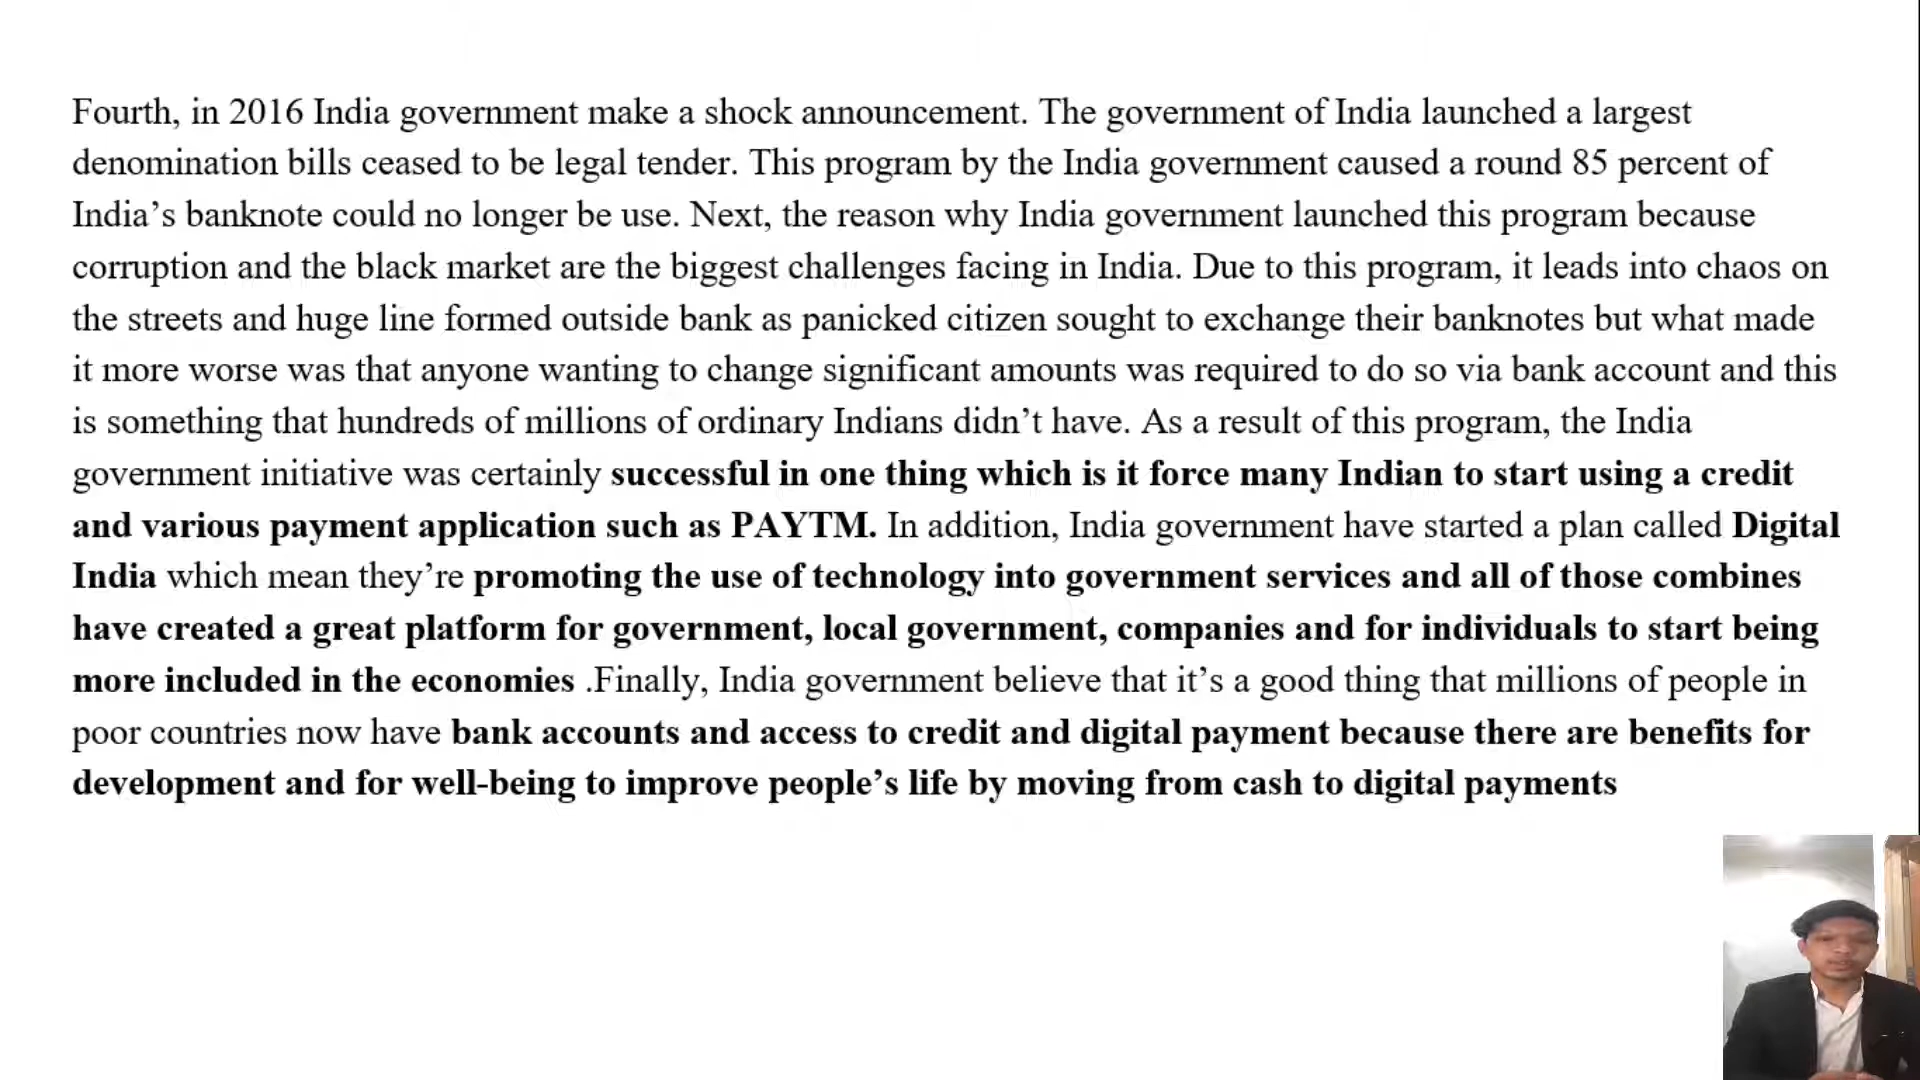 Fourth, in 2016 India government make a shock announcement. The government of India launched a largest
denomination bills ceased to be legal tender. This program by the India government caused a round 85 percent of
India’s banknote could no longer be use. Next, the reason why India government launched this program because
corruption and the black market are the biggest challenges facing in India. Due to this program, it leads into chaos on
the streets and huge line formed outside bank as panicked citizen sought to exchange their banknotes but what made
it more worse was that anyone wanting to change significant amounts was required to do so via bank account and this
is something that hundreds of millions of ordinary Indians didn’t have. As a result of this program, the India
government initiative was certainly successful in one thing which is it force many Indian to start using a credit
and various payment application such as PAYTM. In addition, India government have started a plan called Digital
India which mean they’re promoting the use of technology into government services and all of those combines
have created a great platform for government, local government, companies and for individuals to start being
more included in the economies .Finally, India government believe that it’s a good thing that millions of people in
poor countries now have bank accounts and access to credit and digital payment because there are benefits for
development and for well-being to improve people’s life by moving from cash to digital payments